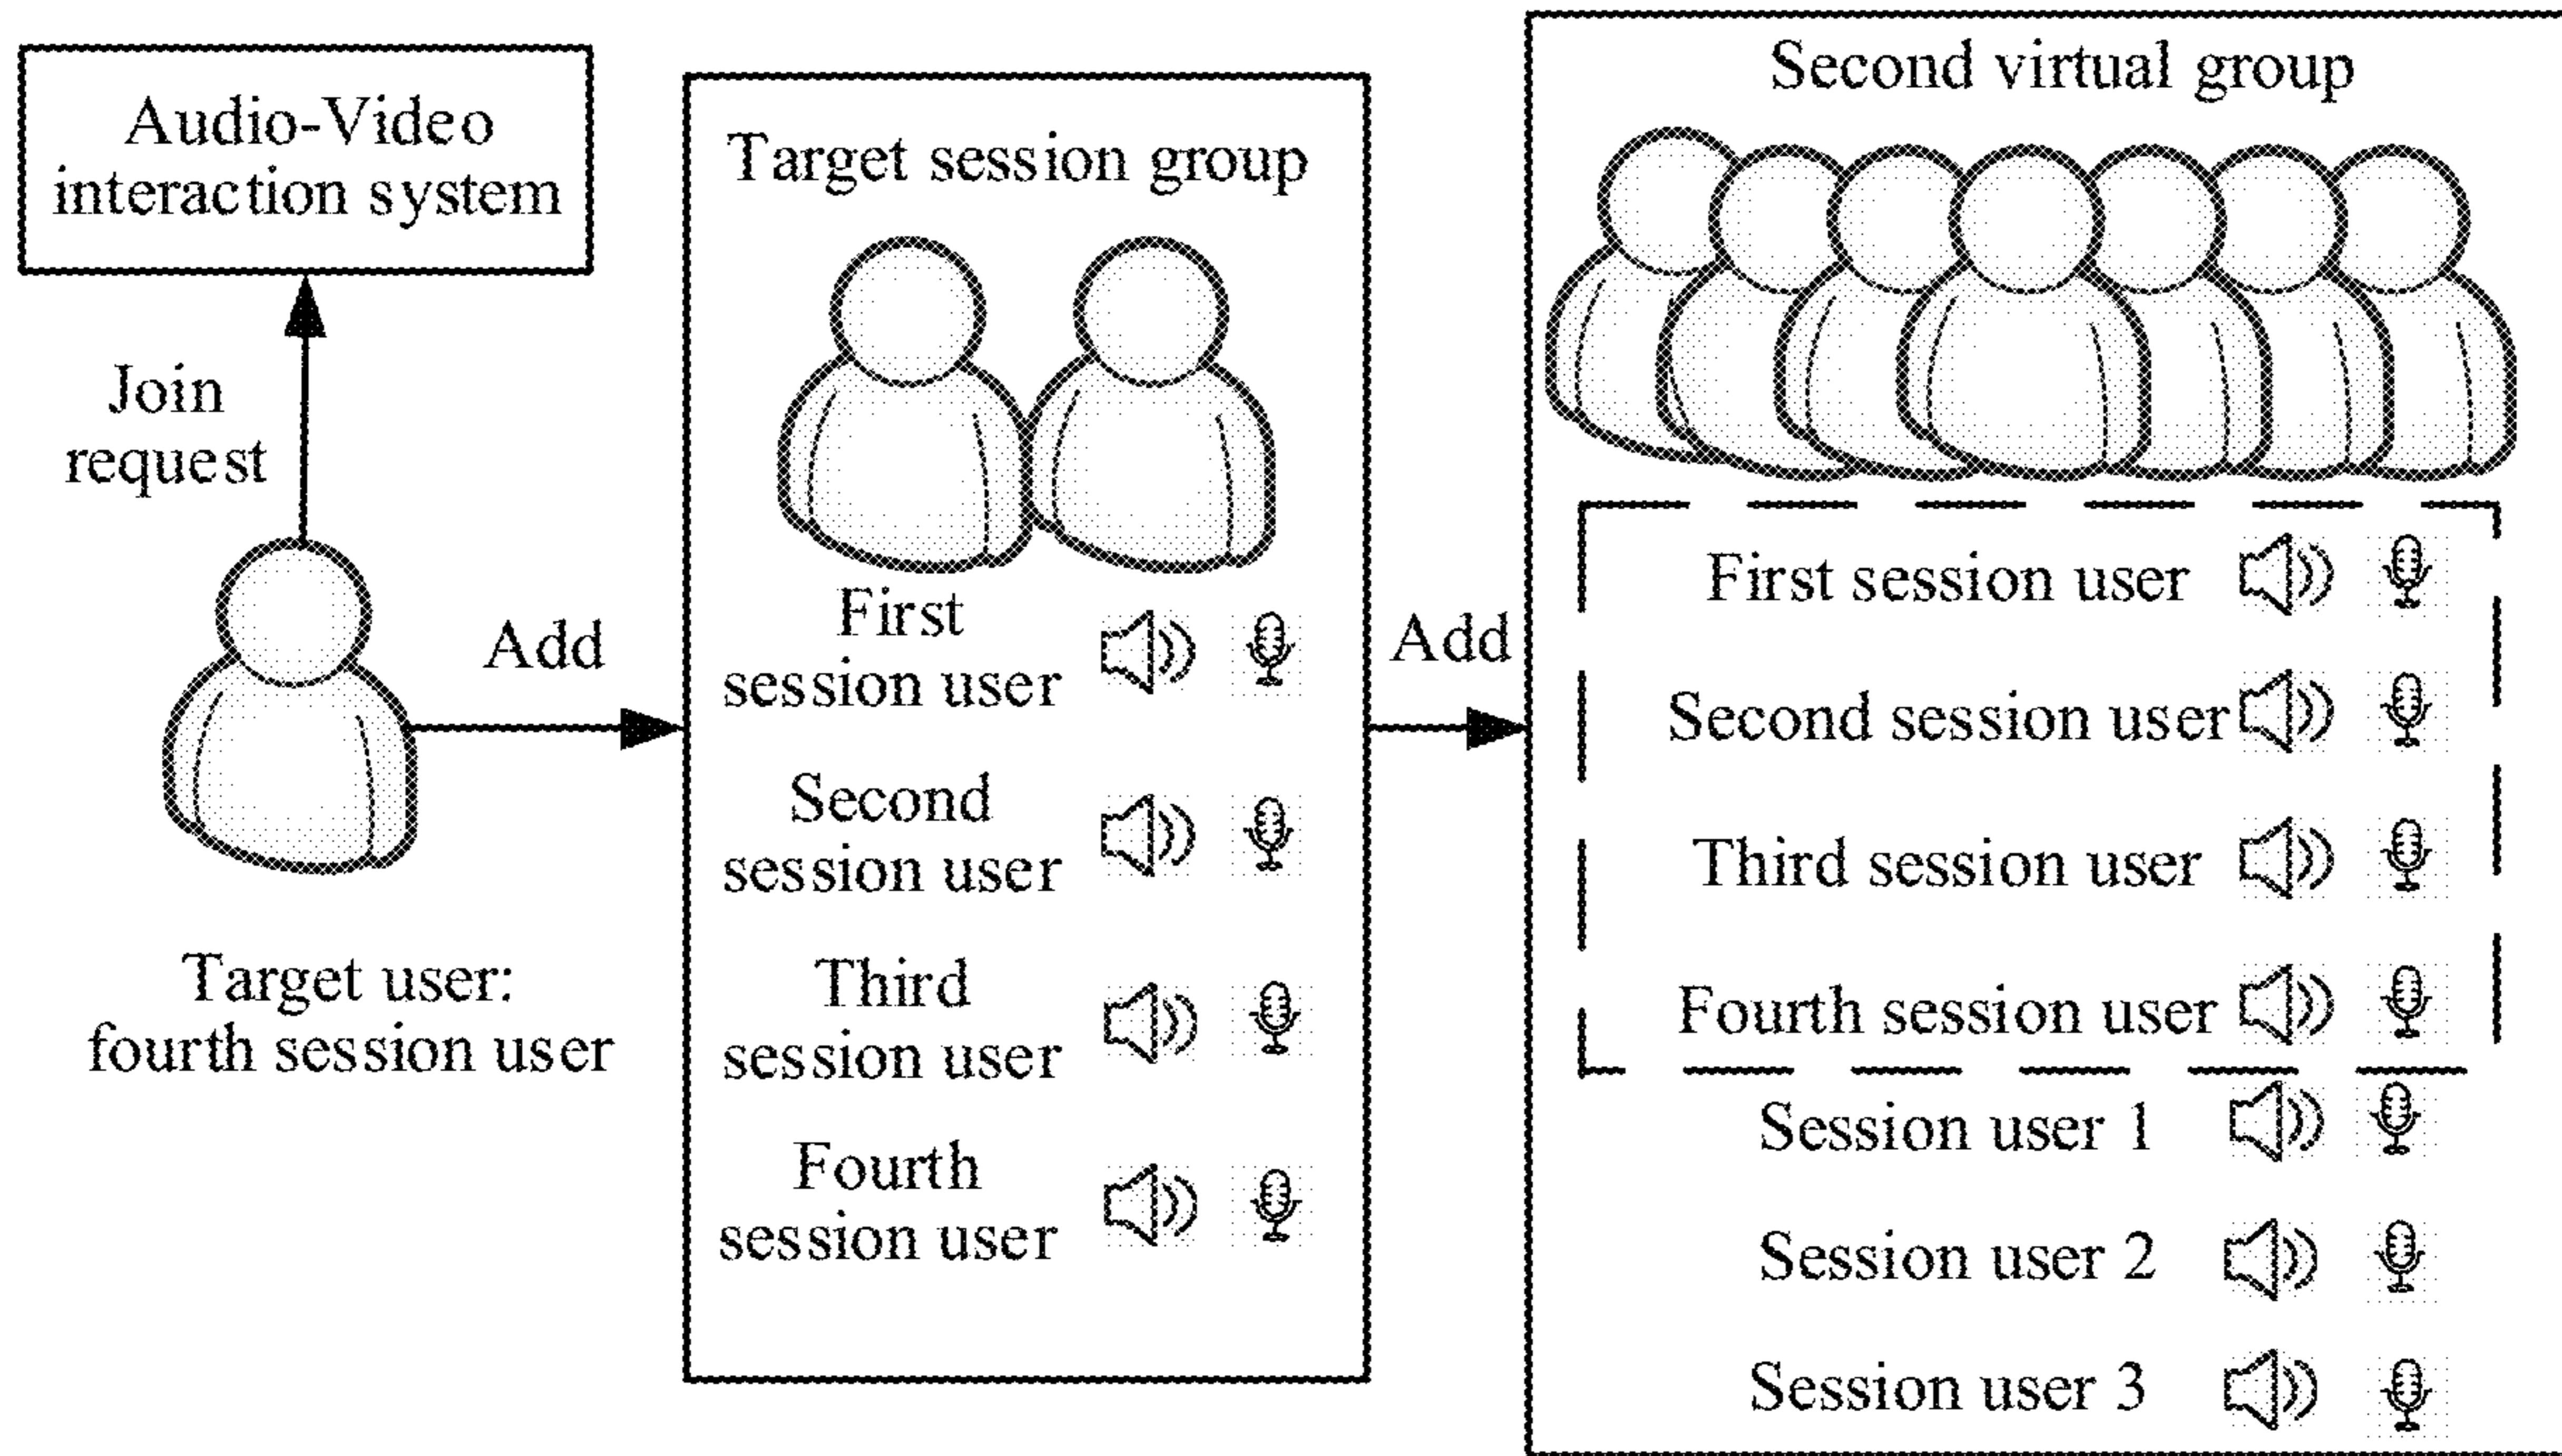 Audio-Video
interaction system
Join
request
Target user:
fourth session user
Add
Target session group
First
session user
Second
session user
Third
session user
Fourth
session user
Add
Second virtual group
First session user
Second session user
Third session user
Fourth session user
Session user 1
Session user 2
Session user 3